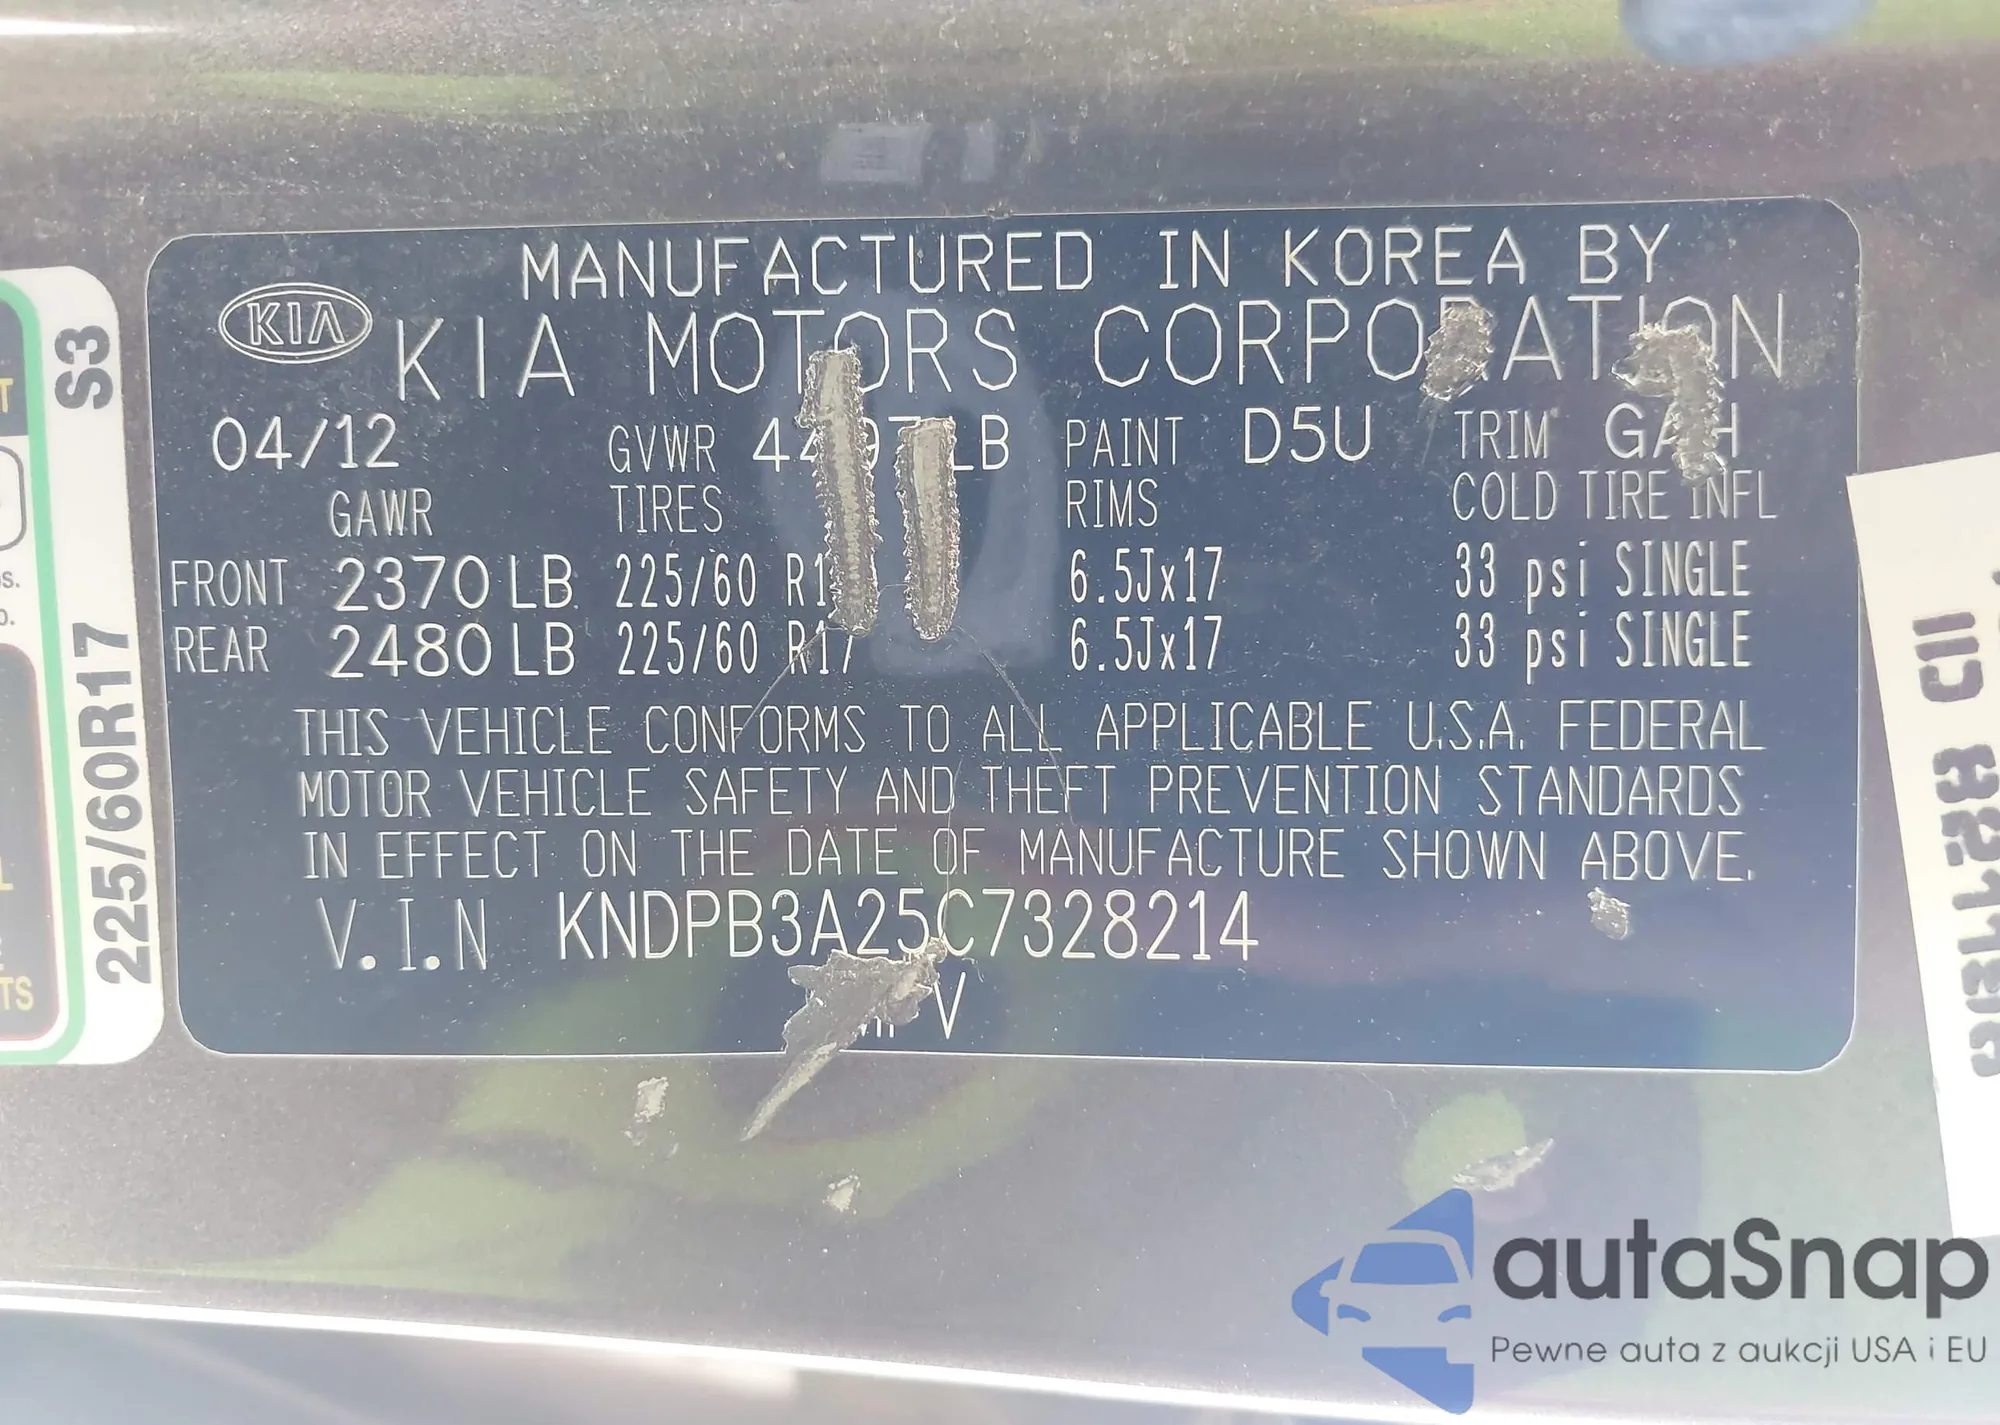 MANUFACTURED IN KOREA BY
KIA KIA MOTORS CORPORATION
04/12 GVWR LB PAINT D5U TRIM
GAWR TIRES RIMS COLD TIRE INFL
FRONT 2370 LB 225/60 6.5Jx17 33 psi SINGLE
REAR 2480 LB 225/60 R17 6.5Jx17 33 psi SINGLE
THIS VEHICLE CONFORMS TO ALL APPLICABLE U.S.A. FEDERAL
MOTOR VEHICLE SAFETY AND THEFT PREVENTION STANDARDS
IN EFFECT ON THE DATE OF MANUFACTURE SHOWN ABOVE.
V.I.N KNDPB3A25C7328214
225/60R17 S3
autaSnap
Pewne auta z aukcji USA i EU